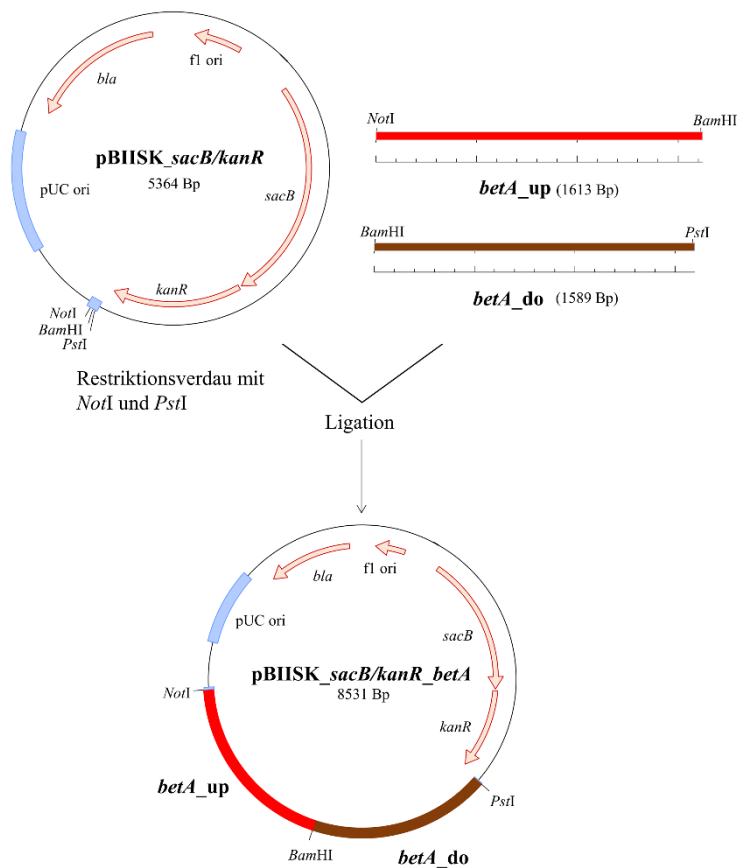 f1 ori
bla
pBIISK_sacB/kanR
5364 Bp
pUC ori
sacB
kanR
NotI
BamHI
PstI
NotI
BamHI
betA_up (1613 Bp)
BamHI
PstI
betA_do (1589 Bp)
Restriktionsverdau mit
NotI und PstI
Ligation
f1 ori
bla
pUC ori
sacB
pBIISK_sacB/kanR_betA
8531 Bp
NotI
kanR
betA_up
PstI
BamHI
betA_do